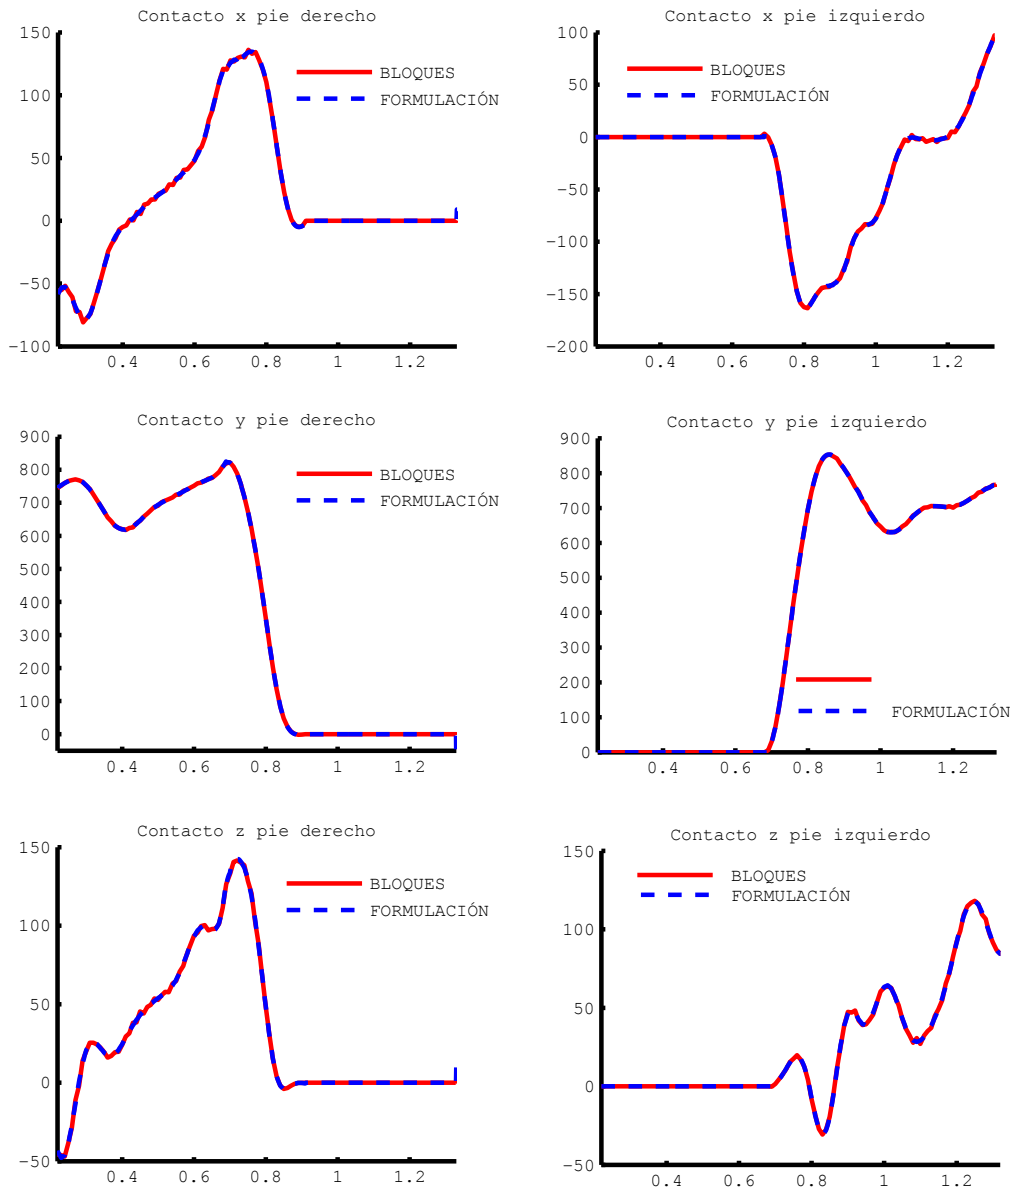 Contacto x pie derecho
150
100
50
0
−50
−100
0.4 0.6 0.8 1 1.2
BLOQUES
FORMULACIÓN
Contacto x pie izquierdo
100
50
0
−50
−100
−150
−200
0.4 0.6 0.8 1 1.2
BLOQUES
FORMULACIÓN
Contacto y pie derecho
900
800
700
600
500
400
300
200
100
0
0.4 0.6 0.8 1 1.2
BLOQUES
FORMULACIÓN
Contacto y pie izquierdo
900
800
700
600
500
400
300
200
100
0
0.4 0.6 0.8 1 1.2
FORMULACIÓN
Contacto z pie derecho
150
100
50
0
−50
0.4 0.6 0.8 1 1.2
BLOQUES
FORMULACIÓN
Contacto z pie izquierdo
150
100
50
0
−50
0.4 0.6 0.8 1 1.2
BLOQUES
FORMULACIÓN